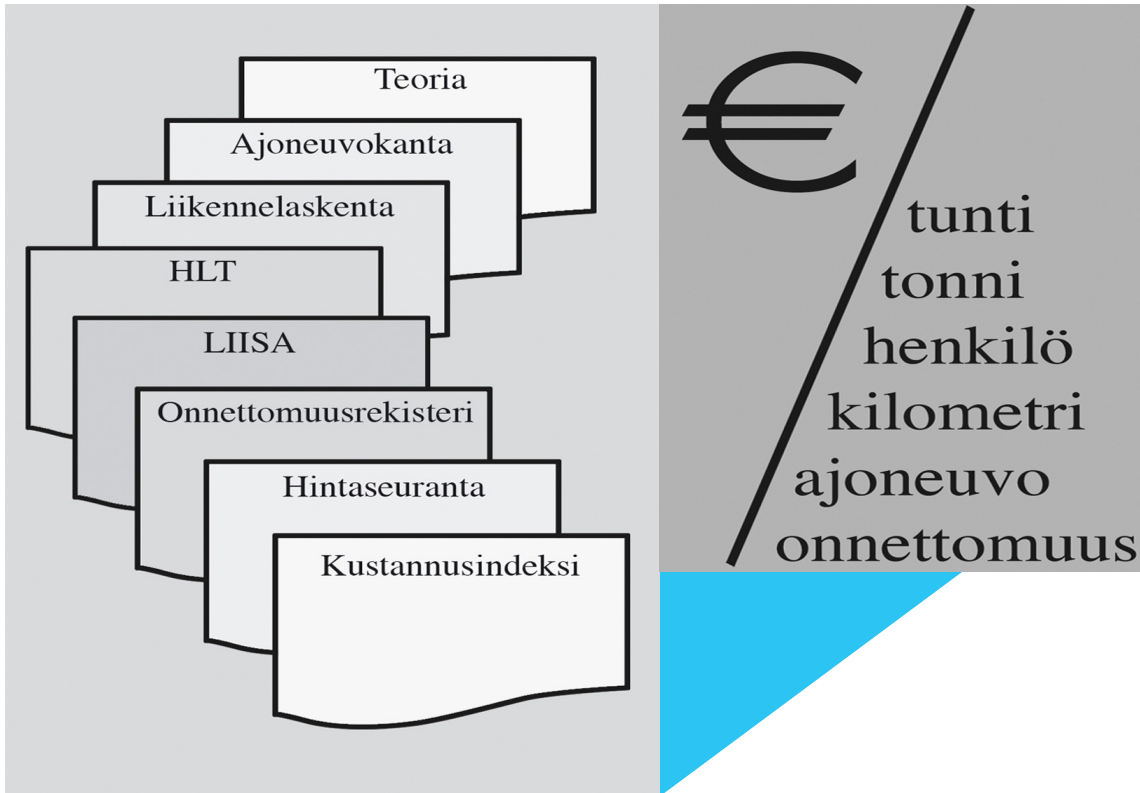 Teoria
Ajoneuvokanta
Liikennelaskenta
HLT
LIISA
Onnettomuusrekisteri
Hintaseuranta
Kustannusindeksi
€
tunti
tonni
henkilö
kilometri
ajoneuvo
onnettomuus